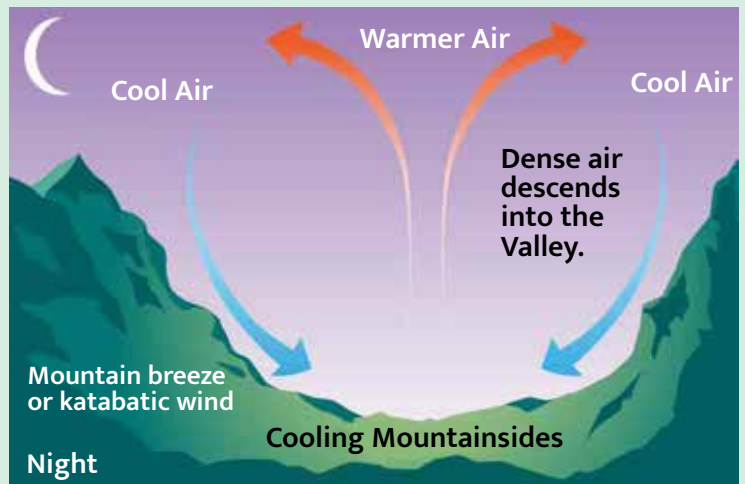 Warmer Air
Cool Air
Cool Air
Dense air
descends
into the
Valley.
Mountain breeze
or katabatic wind
Cooling Mountainsides
Night